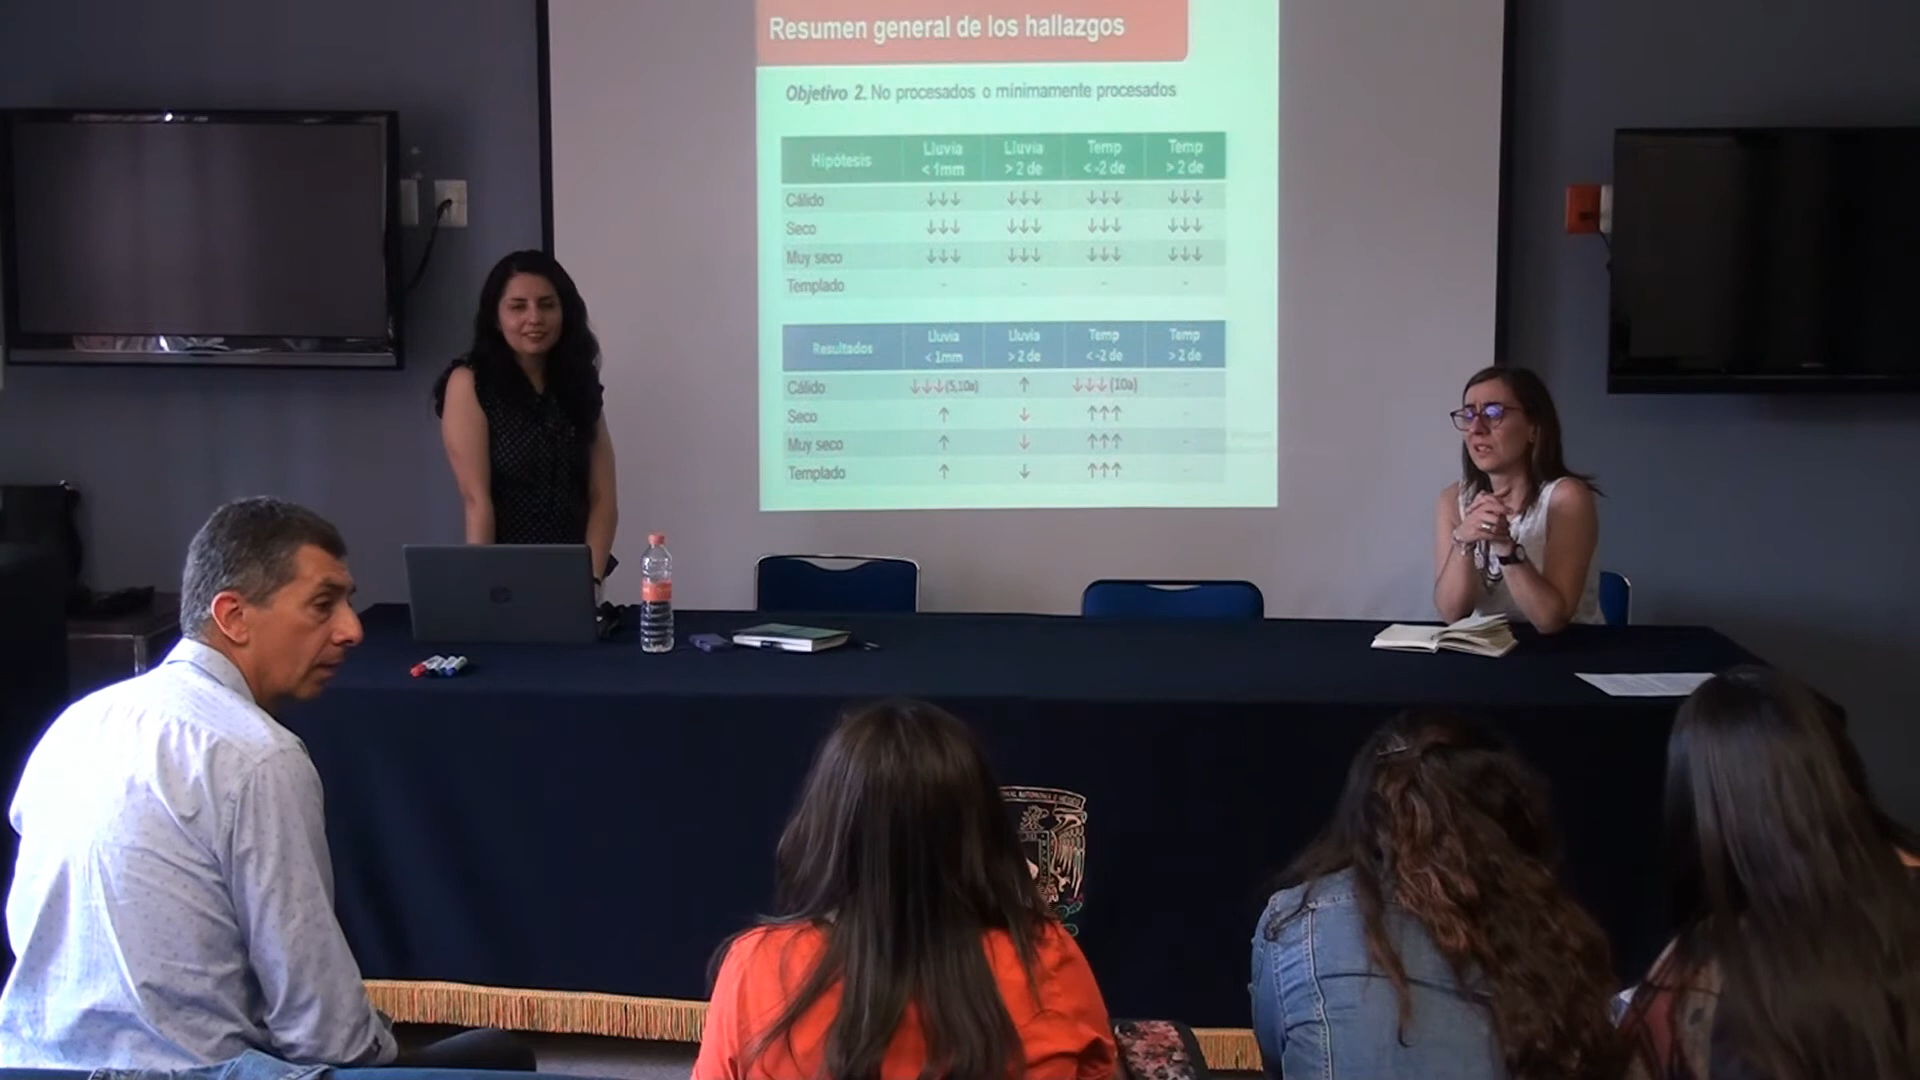 Resumen general de los hallazgos
Objetivo 2. No procesados o mínimamente procesados
Hipótesis Lluvia < 1mm Lluvia > 2 de Temp < -2 de Temp > 2 de
Cálido ↓↓↓ ↓↓↓ ↓↓↓ ↓↓↓
Seco ↓↓↓ ↓↓↓ ↓↓↓ ↓↓↓
Muy seco ↓↓↓ ↓↓↓ ↓↓↓ ↓↓↓
Templado - - - -
Resultados Lluvia < 1mm Lluvia > 2 de Temp < -2 de Temp > 2 de
Cálido ↓↓↓(5,10a) ↑ ↓↓↓(10a) -
Seco ↑ ↓ ↑↑↑ -
Muy seco ↑ ↓ ↑↑↑ -
Templado ↑ ↓ ↑↑↑ -